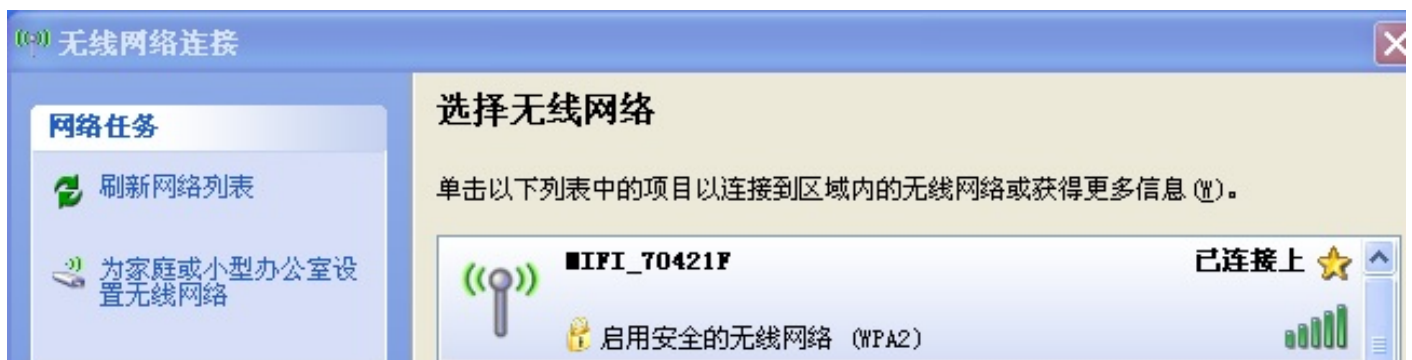 无线网络连接
网络任务
刷新网络列表
为家庭或小型办公室设
置无线网络
选择无线网络
单击以下列表中的项目以连接到区域内的无线网络或获得更多信息(W)。
MIFI_70421F
已连接上
启用安全的无线网络 (WPA2)